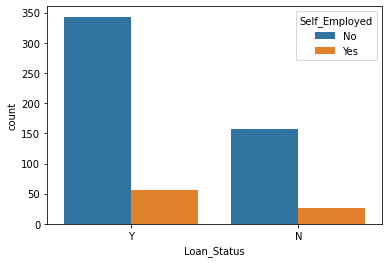 350
300
250
200
150
100
50
0
count
Self_Employed
No
Yes
Y
N
Loan_Status